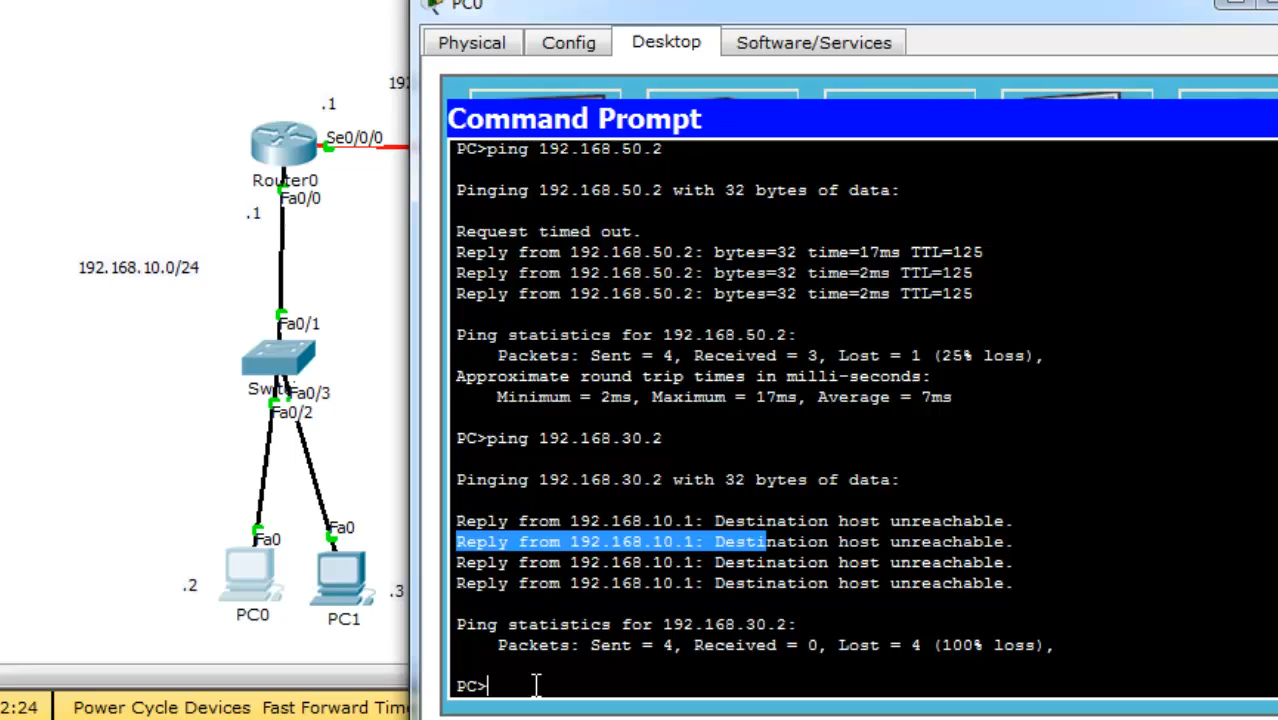 PC0
Physical
Config
Desktop
Software/Services
Command Prompt
PC>ping 192.168.50.2
Pinging 192.168.50.2 with 32 bytes of data:
Request timed out.
Reply from 192.168.50.2: bytes=32 time=17ms TTL=125
Reply from 192.168.50.2: bytes=32 time=2ms TTL=125
Reply from 192.168.50.2: bytes=32 time=2ms TTL=125
Ping statistics for 192.168.50.2:
Packets: Sent = 4, Received = 3, Lost = 1 (25% loss),
Approximate round trip times in milli-seconds:
Minimum = 2ms, Maximum = 17ms, Average = 7ms
PC>ping 192.168.30.2
Pinging 192.168.30.2 with 32 bytes of data:
Reply from 192.168.10.1: Destination host unreachable.
Reply from 192.168.10.1: Destination host unreachable.
Reply from 192.168.10.1: Destination host unreachable.
Reply from 192.168.10.1: Destination host unreachable.
Ping statistics for 192.168.30.2:
Packets: Sent = 4, Received = 0, Lost = 4 (100% loss),
PC>
.1
Se0/0/0
Router0
Fa0/0
.1
192.168.10.0/24
Fa0/1
Fa0/3
Fa0/2
Fa0
Fa0
.2
.3
PC0
PC1
2:24
Power Cycle Devices
Fast Forward